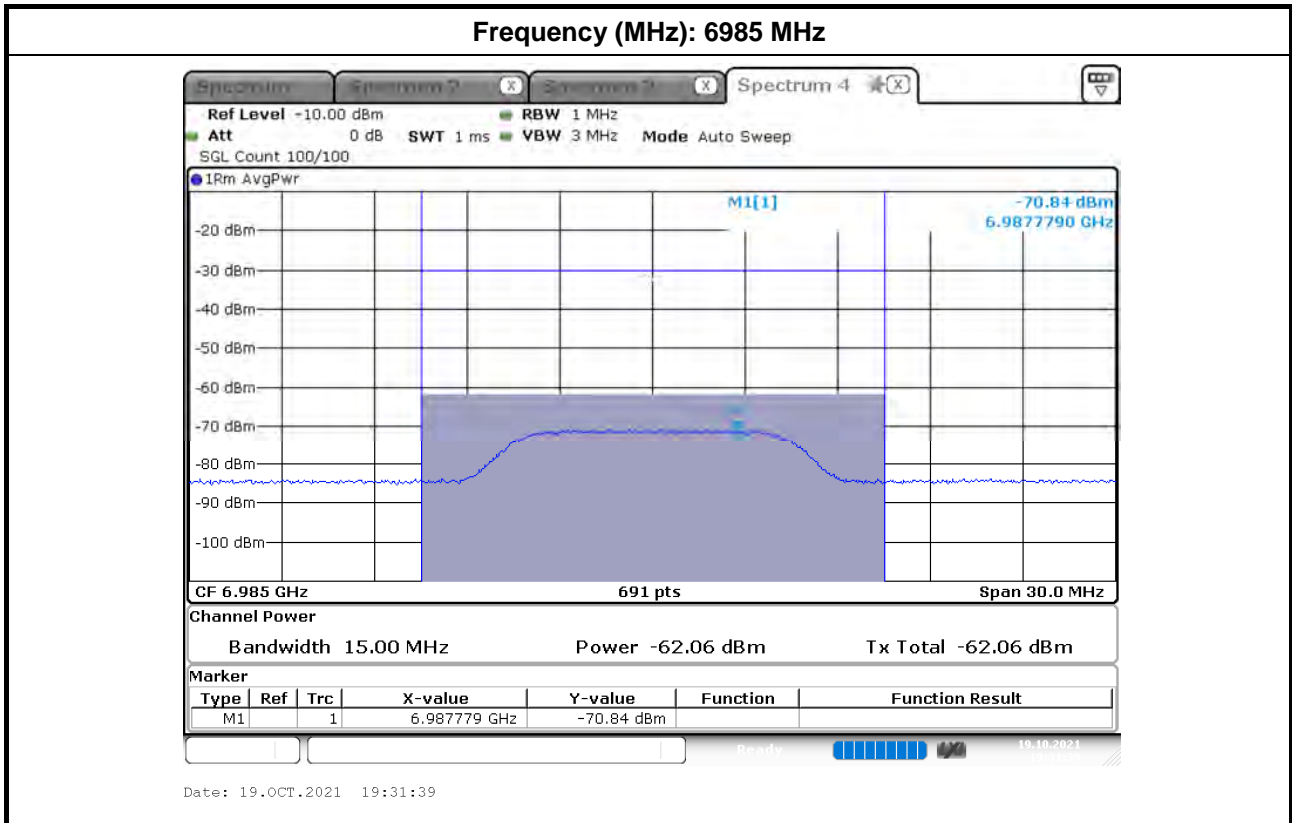 Frequency (MHz): 6985 MHz
Spectrum 4
Ref Level -10.00 dBm RBW 1 MHz
Att 0 dB SWT 1 ms VBW 3 MHz Mode Auto Sweep
SGL Count 100/100
1Rm AvgPwr
M1[1] -70.84 dBm
6.9877790 GHz
-20 dBm
-30 dBm
-40 dBm
-50 dBm
-60 dBm
-70 dBm
-80 dBm
-90 dBm
-100 dBm
CF 6.985 GHz 691 pts Span 30.0 MHz
Channel Power
Bandwidth 15.00 MHz Power -62.06 dBm Tx Total -62.06 dBm
Marker
Type Ref Trc X-value Y-value Function Function Result
M1 1 6.987779 GHz -70.84 dBm
Ready 19.10.2021
Date: 19.OCT.2021 19:31:39